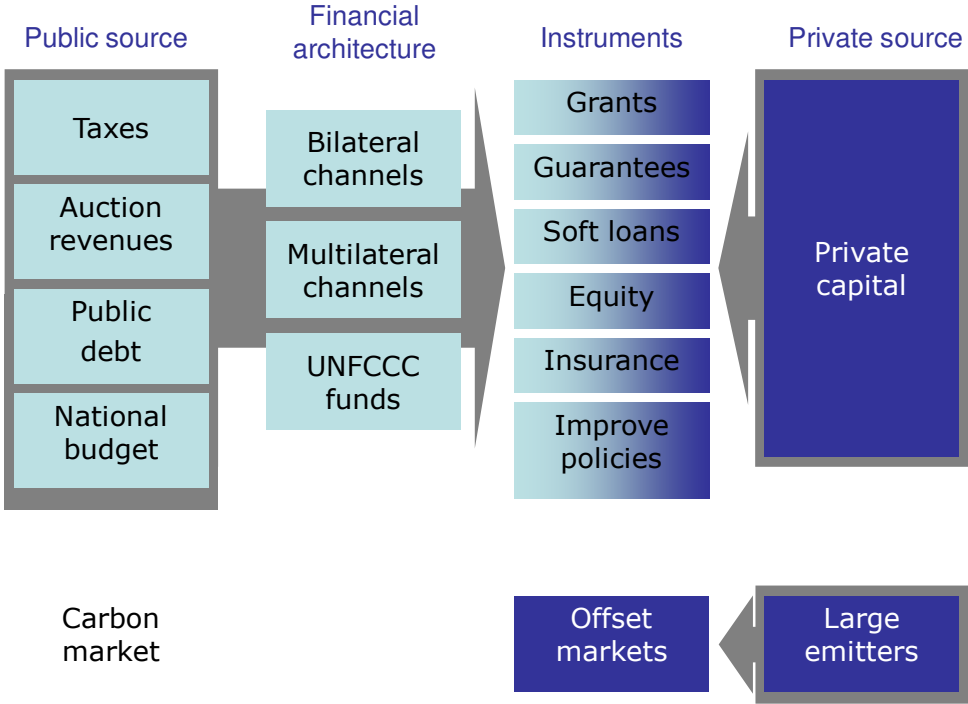 Public source
Financial
architecture
Instruments
Private source
Taxes
Auction
revenues
Public
debt
National
budget
Bilateral
channels
Multilateral
channels
UNFCCC
funds
Grants
Guarantees
Soft loans
Equity
Insurance
Improve
policies
Private
capital
Carbon
market
Offset
markets
Large
emitters